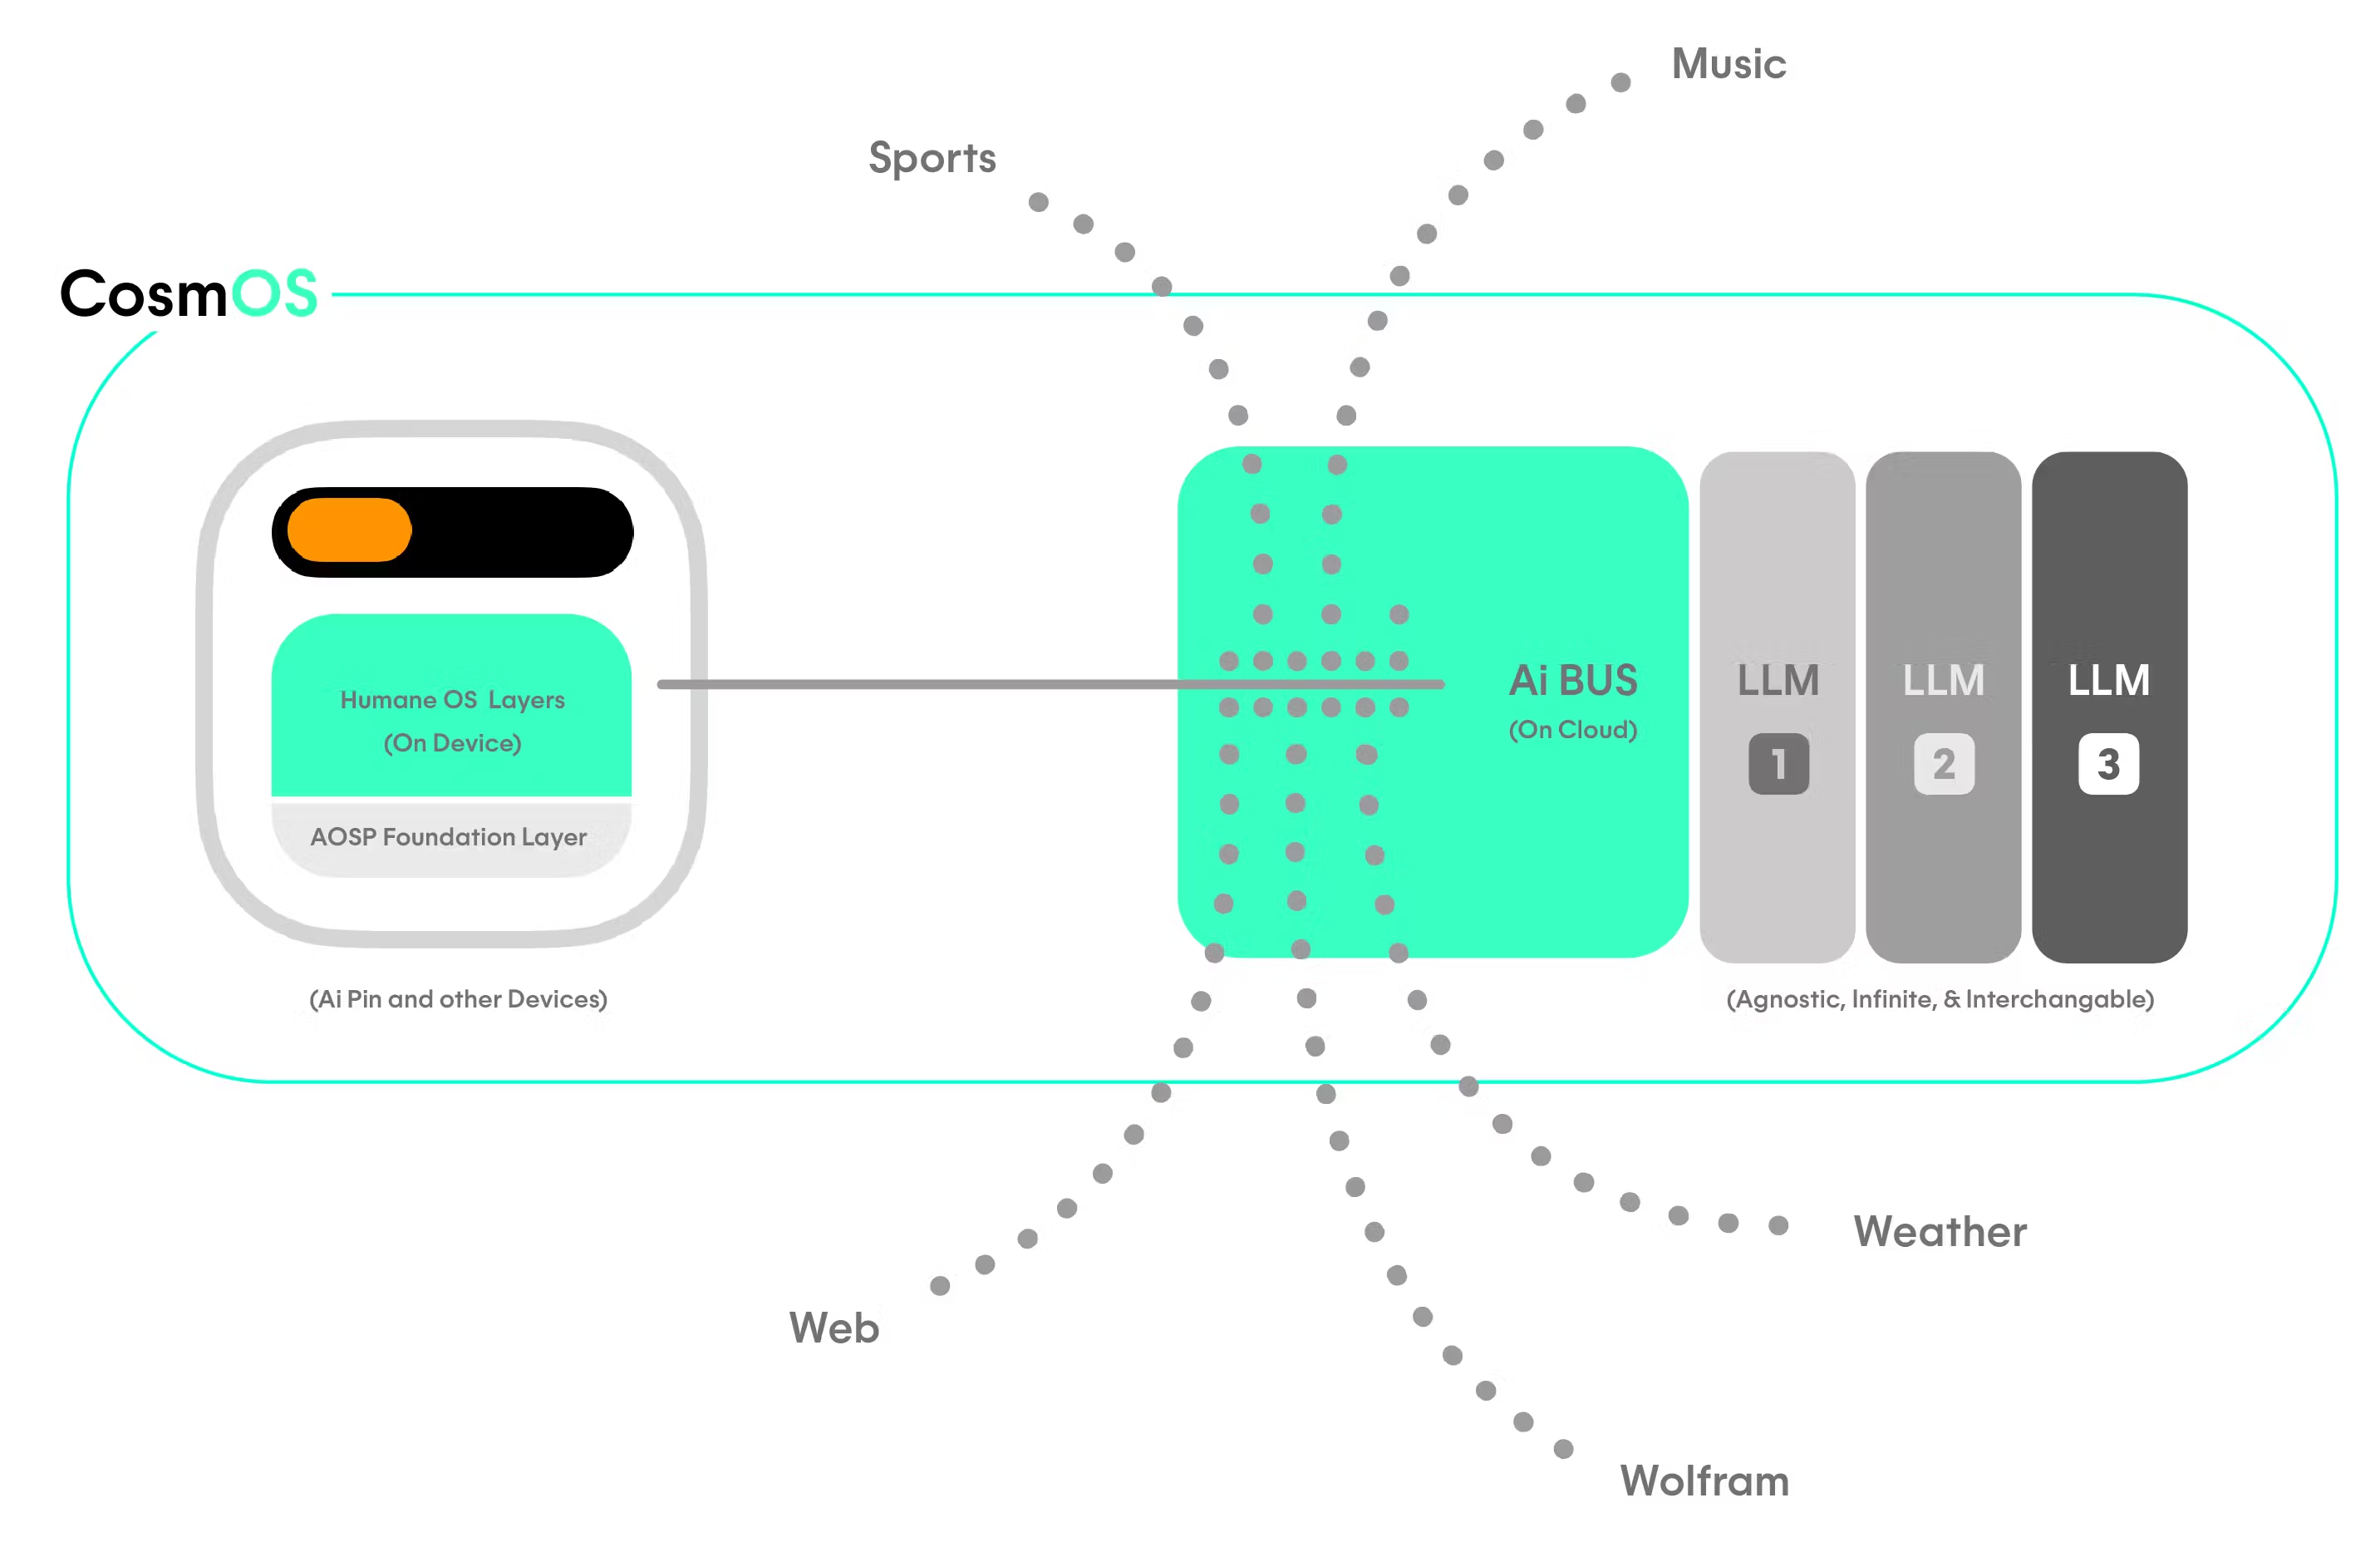 Music
Sports
CosmOS
Humane OS Layers
(On Device)
AOSP Foundation Layer
(Ai Pin and other Devices)
Ai BUS
(On Cloud)
LLM
1
LLM
2
LLM
3
(Agnostic, Infinite, & Interchangable)
Weather
Web
Wolfram